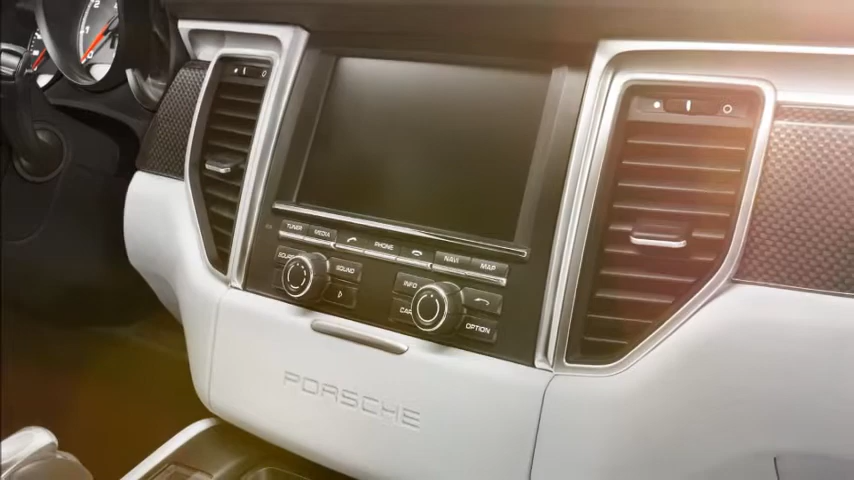 TUNER MEDIA PHONE NAVI MAP
SOUND INFO
OPTION
PORSCHE